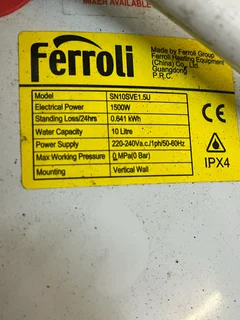 MIXER AVAILABLE
Ferroli
Made by Ferroli Group
Ferroli Heating Equipment
(China) Co., Ltd.
Guangdong
P.R.C.
Model SN10SVE1.5U
Electrical Power 1500W
Standing Loss/24hrs 0.641 kWh
Water Capacity 10 Litre
Power Supply 220-240Va.c./1ph/50-60Hz
Max Working Pressure 0 MPa(0 Bar)
Mounting Vertical Wall
CE
IPX4